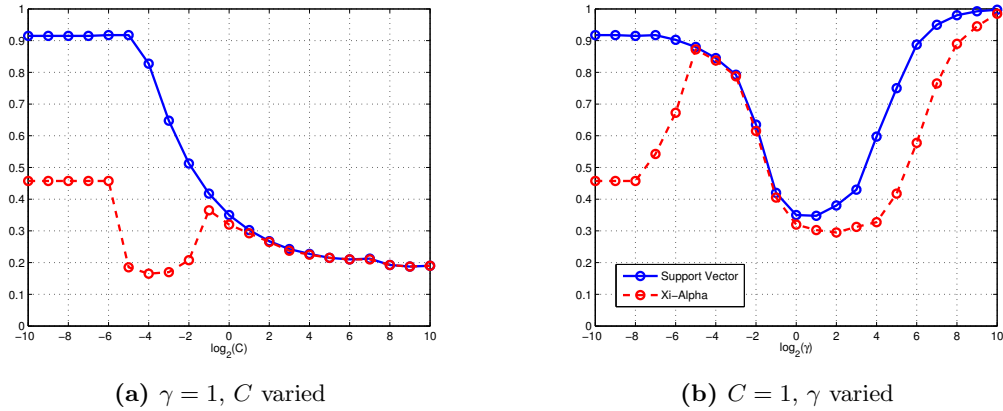 1
0.9
0.8
0.7
0.6
0.5
0.4
0.3
0.2
0.1
0
−10 −8 −6 −4 −2 0 2 4 6 8 10
log2(C)
(a) γ = 1, C varied
1
0.9
0.8
0.7
0.6
0.5
0.4
0.3
0.2
0.1
0
Support Vector
Xi−Alpha
−10 −8 −6 −4 −2 0 2 4 6 8 10
log2(γ)
(b) C = 1, γ varied